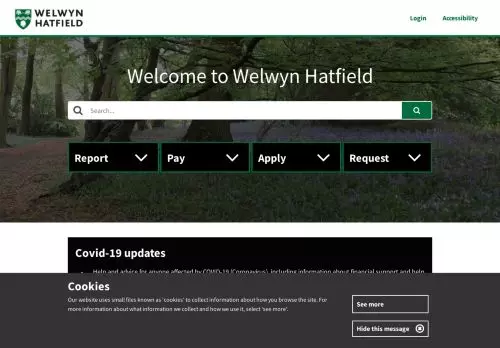 WELWYN
HATFIELD
Login
Accessibility
Welcome to Welwyn Hatfield
Search...
Report
Pay
Apply
Request
Covid-19 updates
Help and advice for anyone affected by COVID-19 (Coronavirus), including information about financial support and help
Cookies
Our website uses small files known as 'cookies' to collect information about how you browse the site. For
more information about what information we collect and how we use it, select 'see more'.
See more
Hide this message